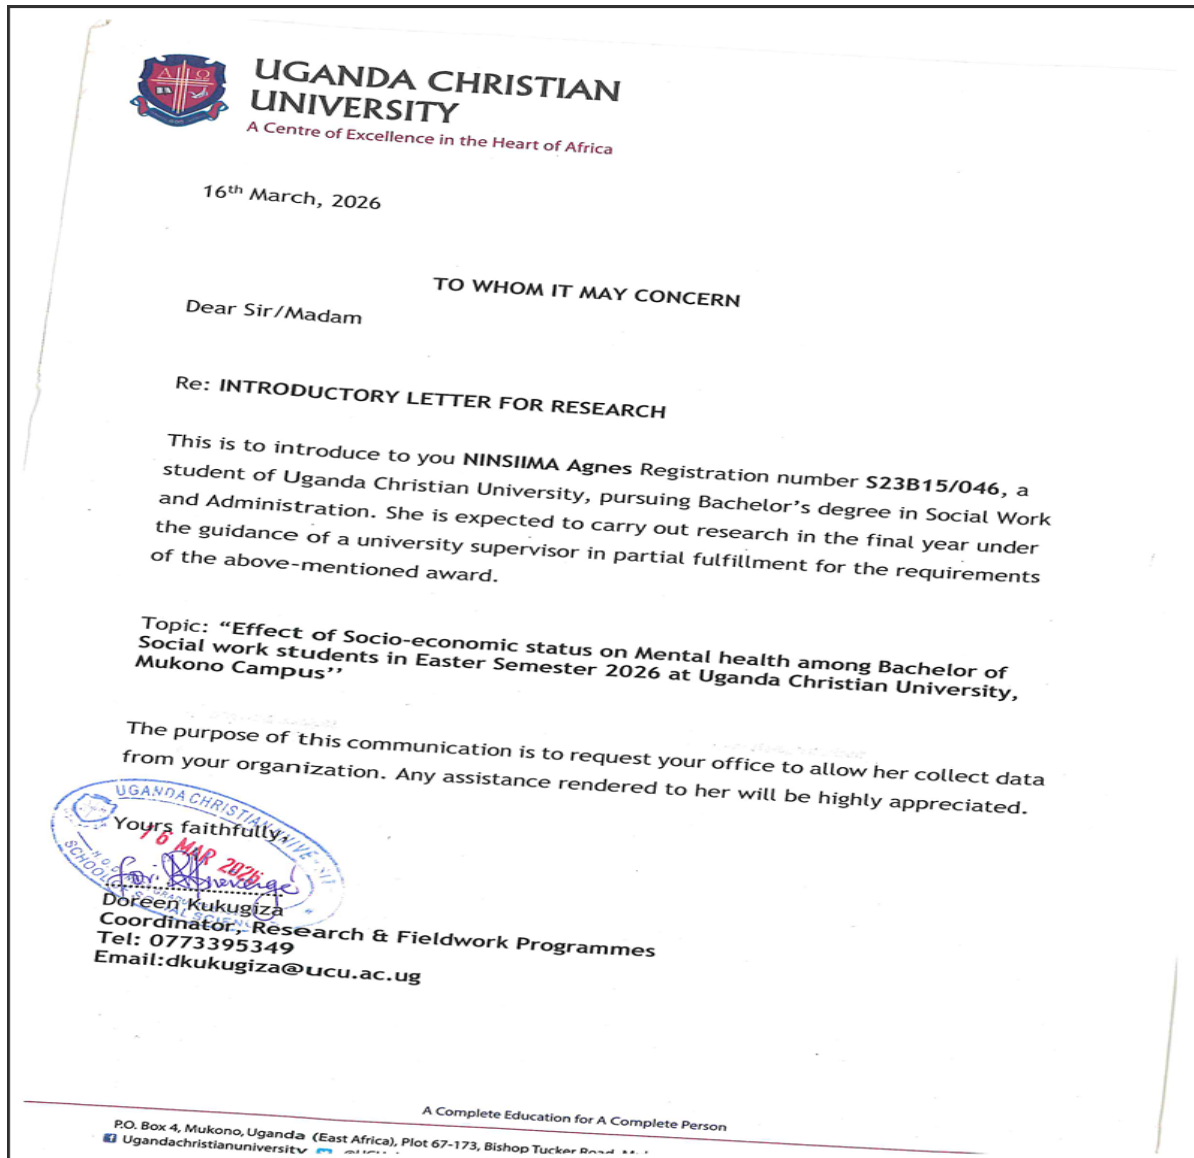 UGANDA CHRISTIAN
UNIVERSITY
A Centre of Excellence in the Heart of Africa
16th March, 2026
TO WHOM IT MAY CONCERN
Dear Sir/Madam
Re: INTRODUCTORY LETTER FOR RESEARCH
This is to introduce to you NINSIIMA Agnes Registration number S23B15/046, a
student of Uganda Christian University, pursuing Bachelor's degree in Social Work
and Administration. She is expected to carry out research in the final year under
the guidance of a university supervisor in partial fulfillment for the requirements
of the above-mentioned award.
Topic: “Effect of Socio-economic status on Mental health among Bachelor of
Social work students in Easter Semester 2026 at Uganda Christian University,
Mukono Campus’’
The purpose of this communication is to request your office to allow her collect data
from your organization. Any assistance rendered to her will be highly appreciated.
UGANDA CHRISTIAN
Yours faithfully,
16 MAR 2026
for:
SCHOOL OF SOCIAL
Doreen Kukugiza
Coordinator, Research & Fieldwork Programmes
Tel: 0773395349
Email:dkukugiza@ucu.ac.ug
A Complete Education for A Complete Person
P.O. Box 4, Mukono, Uganda (East Africa), Plot 67-173, Bishop Tucker Road,
Ugandachristianuniversity